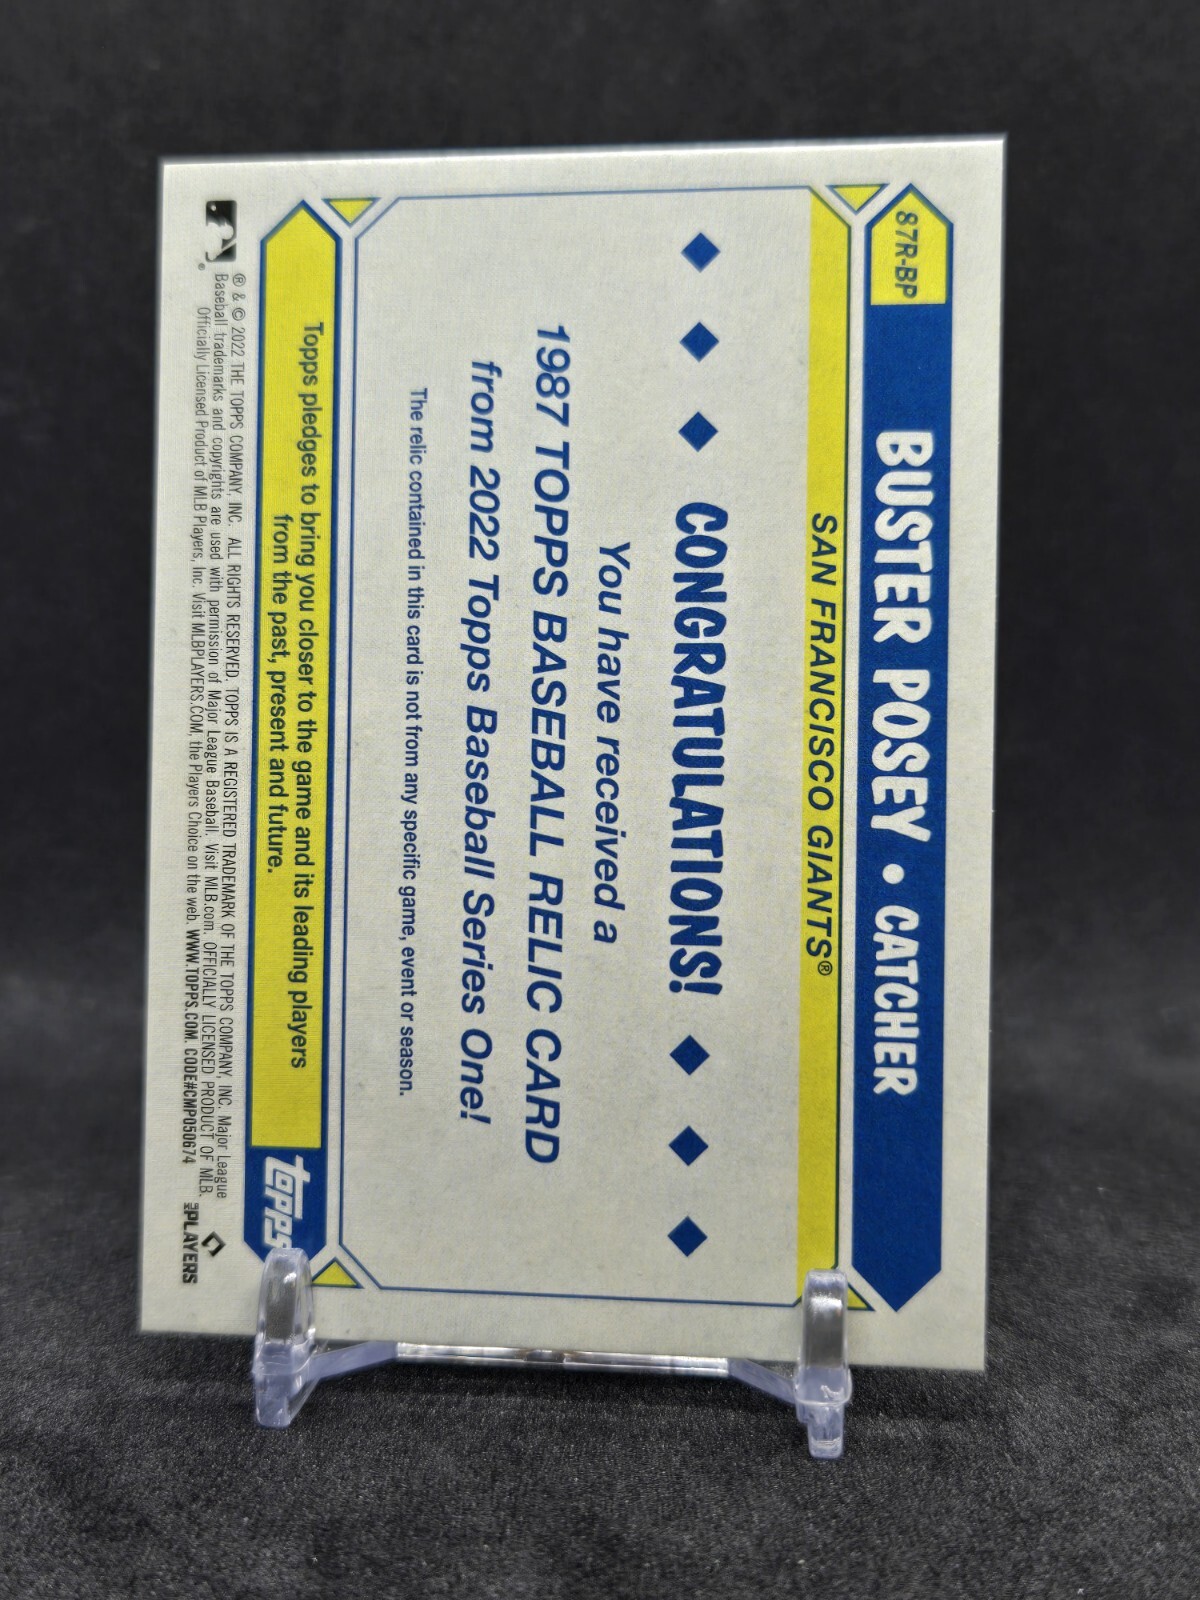 87R-BP
BUSTER POSEY • CATCHER
SAN FRANCISCO GIANTS®
CONGRATULATIONS!
You have received a
1987 TOPPS BASEBALL RELIC CARD
from 2022 Topps Baseball Series One!
The relic contained in this card is not from any specific game, event or season.
Topps pledges to bring you closer to the game and its leading players
from the past, present and future.
topps
® & © 2022 THE TOPPS COMPANY, INC. ALL RIGHTS RESERVED. TOPPS IS A REGISTERED TRADEMARK OF THE TOPPS COMPANY, INC. Major League
Baseball trademarks and copyrights are used with permission of Major League Baseball. Visit MLB.com. OFFICIALLY LICENSED PRODUCT OF MLB
Officially Licensed Product of MLB Players, Inc. Visit MLBPLAYERS.COM, the Players Choice on the web. WWW.TOPPS.COM. CODE#CMP050674
MLB PLAYERS